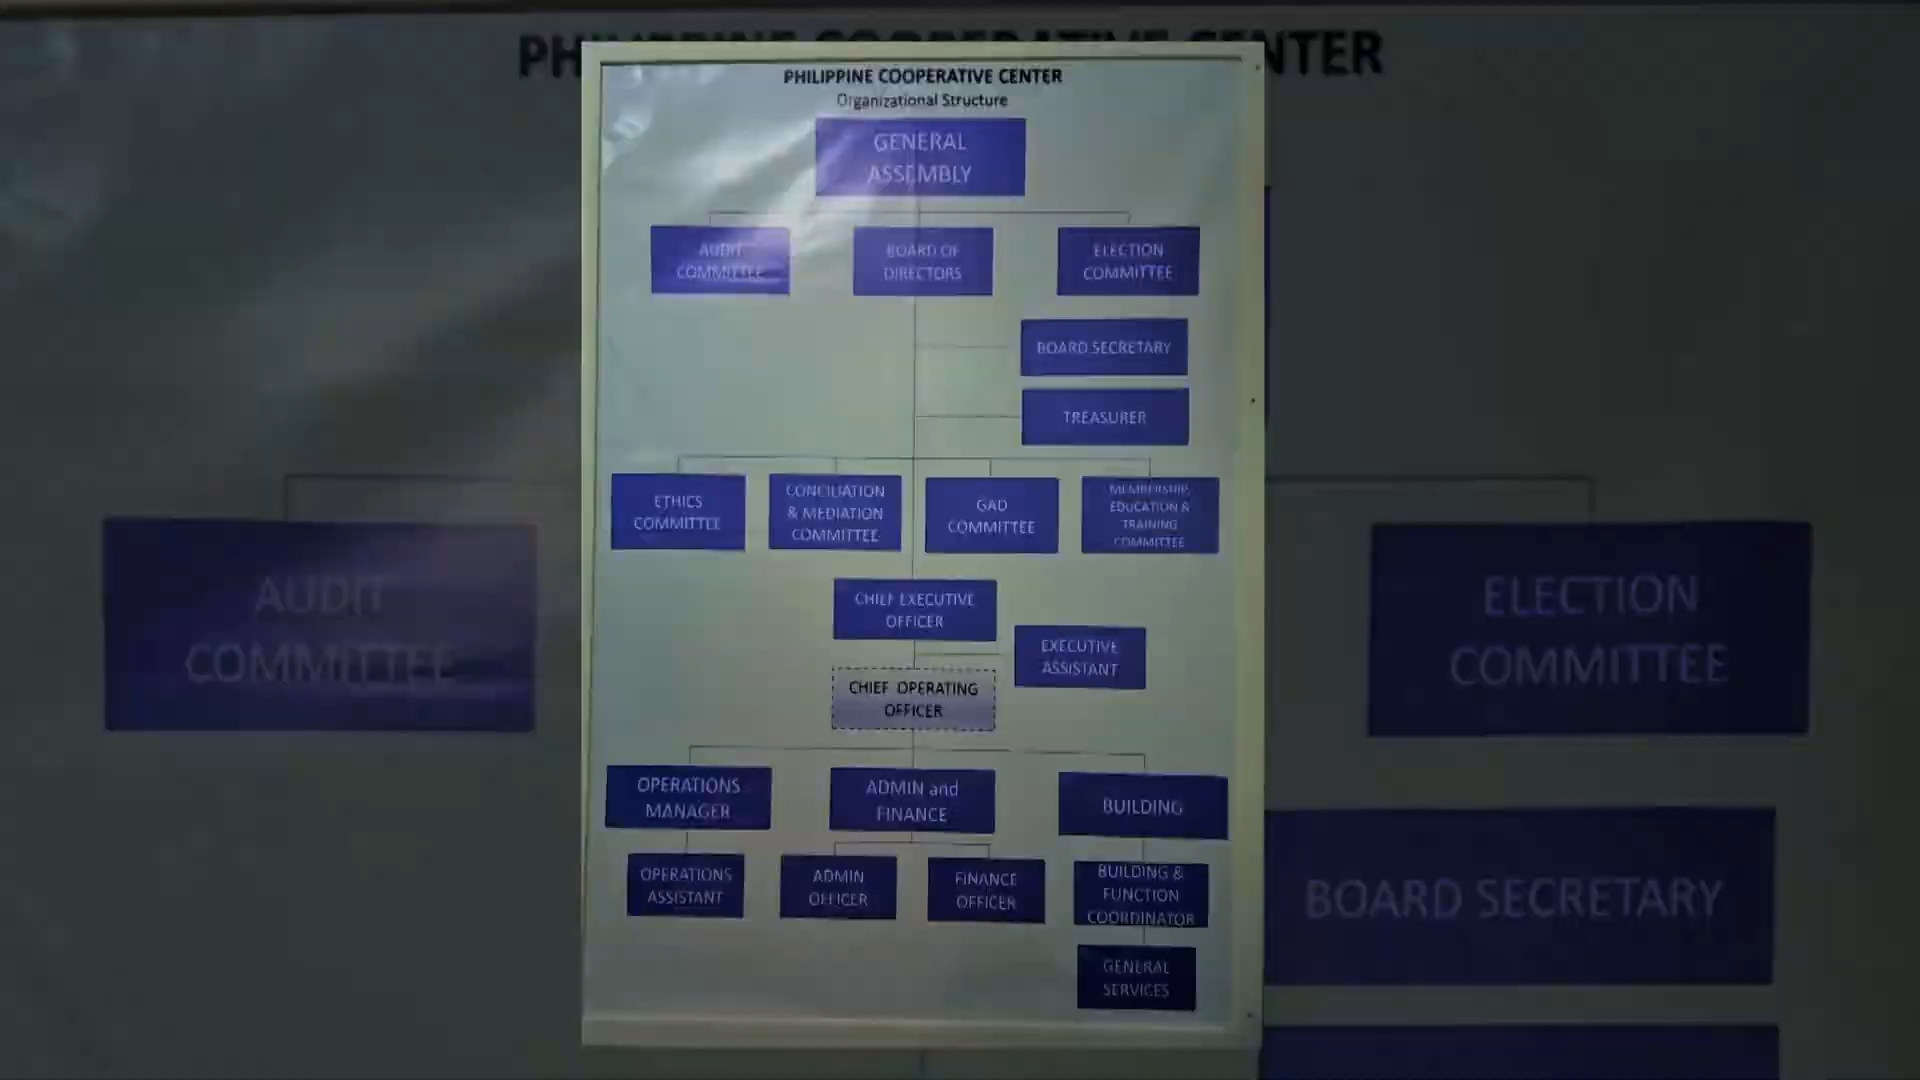 PHILIPPINE COOPERATIVE CENTER
Organizational Structure
GENERAL
ASSEMBLY
AUDIT
COMMITTEE
BOARD OF
DIRECTORS
ELECTION
COMMITTEE
BOARD SECRETARY
TREASURER
ETHICS
COMMITTEE
CONCILIATION
& MEDIATION
COMMITTEE
GAD
COMMITTEE
MEMBERSHIP,
EDUCATION &
TRAINING
COMMITTEE
CHIEF EXECUTIVE
OFFICER
EXECUTIVE
ASSISTANT
CHIEF OPERATING
OFFICER
OPERATIONS
MANAGER
ADMIN and
FINANCE
BUILDING
OPERATIONS
ASSISTANT
ADMIN
OFFICER
FINANCE
OFFICER
BUILDING &
FUNCTION
COORDINATOR
GENERAL
SERVICES
AUDIT
COMMITTEE
ELECTION
COMMITTEE
BOARD SECRETARY